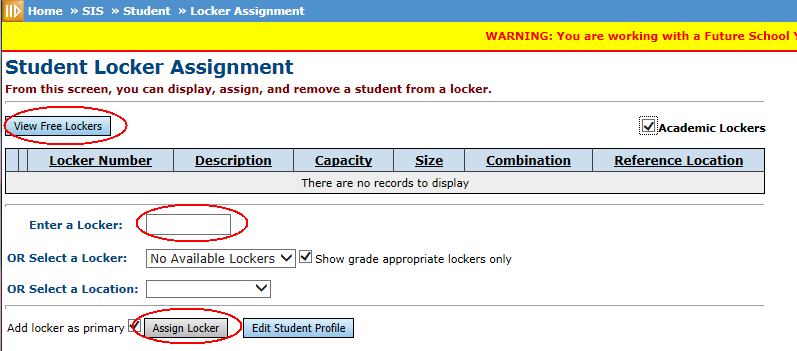 Home » SIS » Student » Locker Assignment
WARNING: You are working with a Future School
Student Locker Assignment
From this screen, you can display, assign, and remove a student from a locker.
View Free Lockers
Academic Lockers
Locker Number Description Capacity Size Combination Reference Location
There are no records to display
Enter a Locker:
OR Select a Locker: No Available Lockers Show grade appropriate lockers only
OR Select a Location:
Add locker as primary Assign Locker Edit Student Profile